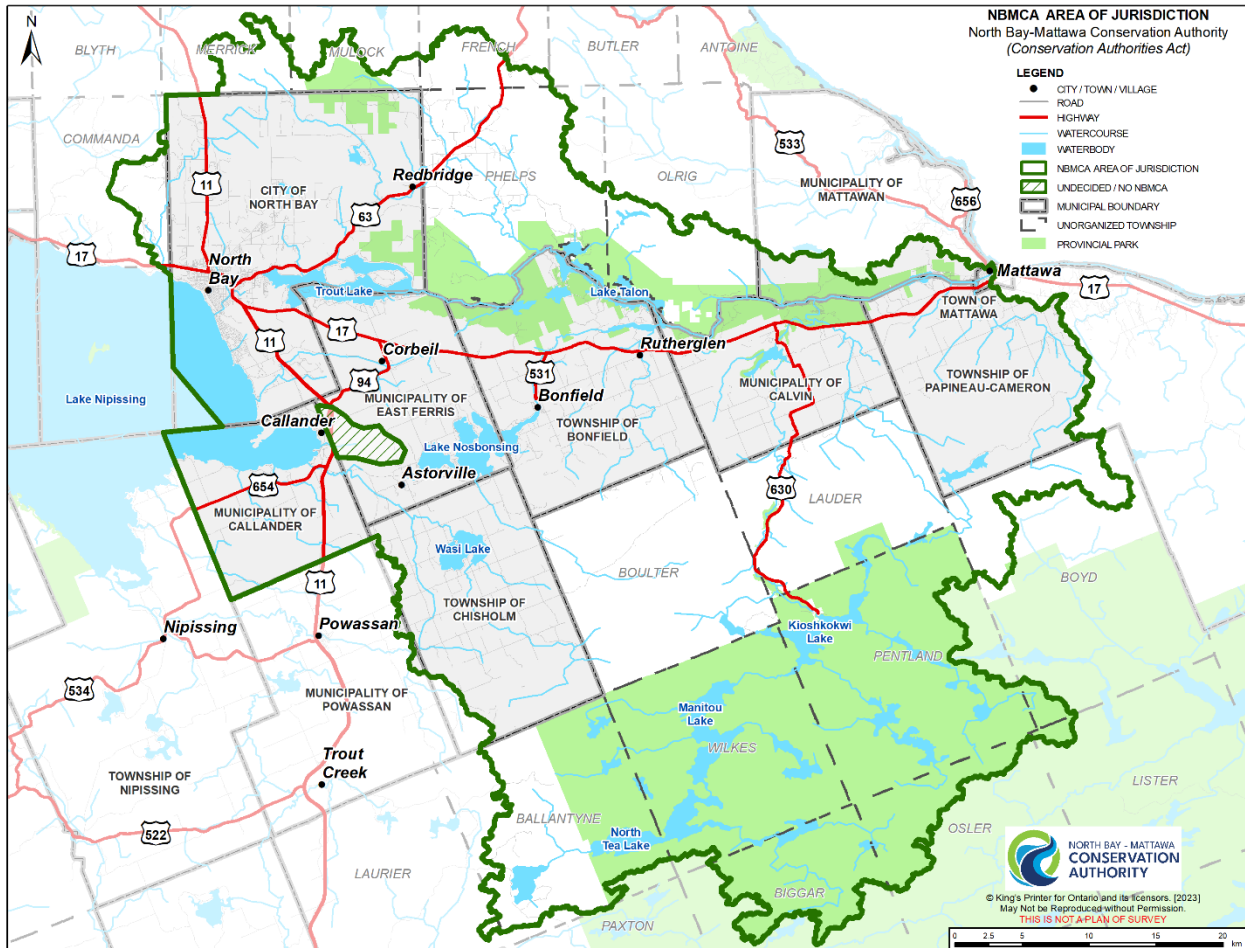 N
NBMCA AREA OF JURISDICTION
North Bay-Mattawa Conservation Authority
(Conservation Authorities Act)
LEGEND
CITY / TOWN / VILLAGE
ROAD
HIGHWAY
WATERCOURSE
WATERBODY
NBMCA AREA OF JURISDICTION
UNDECIDED / NO NBMCA
MUNICIPAL BOUNDARY
UNORGANIZED TOWNSHIP
PROVINCIAL PARK
BLYTH
MERRICK
MULOCK
FRENCH
BUTLER
ANTOINE
COMMANDA
11
CITY OF
NORTH BAY
Redbridge
PHELPS
OLRIG
533
MUNICIPALITY OF
MATTAWAN
656
63
17
North
Bay
Trout Lake
Lake Talon
Mattawa
17
TOWN OF
MATTAWA
11
17
Corbeil
Rutherglen
94
531
MUNICIPALITY OF
EAST FERRIS
Bonfield
MUNICIPALITY OF
CALVIN
TOWNSHIP OF
PAPINEAU-CAMERON
Lake Nipissing
Callander
TOWNSHIP OF
BONFIELD
Lake Nosbonsing
Astorville
654
MUNICIPALITY OF
CALLANDER
630
LAUDER
Wasi Lake
BOULTER
BOYD
11
TOWNSHIP OF
CHISHOLM
Nipissing
Powassan
Kioshkokwi
Lake
PENTLAND
534
MUNICIPALITY OF
POWASSAN
Manitou
Lake
WILKES
Trout
Creek
TOWNSHIP OF
NIPISSING
LISTER
522
BALLANTYNE
North
Tea Lake
OSLER
LAURIER
BIGGAR
PAXTON
NORTH BAY - MATTAWA
CONSERVATION
AUTHORITY
© King's Printer for Ontario and its licensors. [2023]
May Not be Reproduced without Permission.
THIS IS NOT A PLAN OF SURVEY
0 2.5 5 10 15 20
km